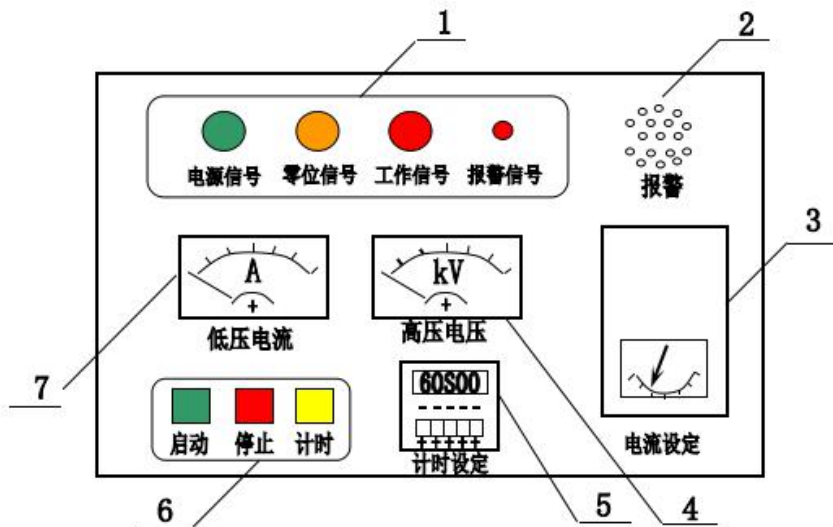 1
2
电源信号 零位信号 工作信号 报警信号
报警
3
A
kV
低压电流
高压电压
7
60S00
启动 停止 计时
计时设定
电流设定
6
5
4